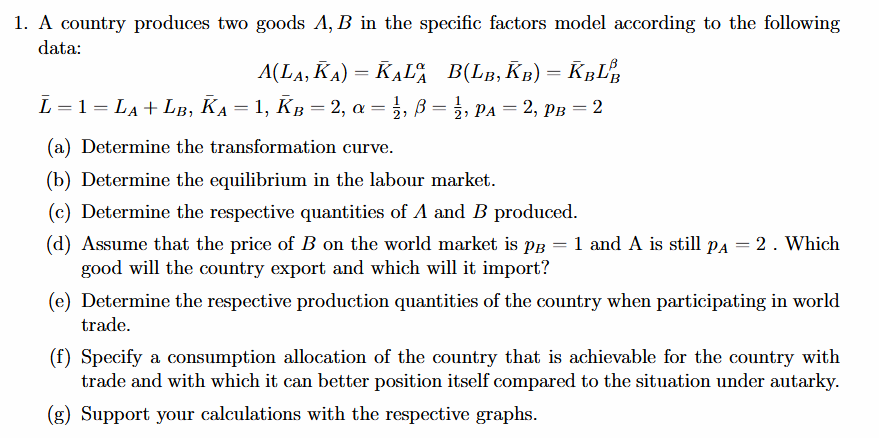 1. A country produces two goods A, B in the specific factors model according to the following
data:
A(L_A, K̄_A) = K̄_A L_A^α   B(L_B, K̄_B) = K̄_B L_B^β
L̄ = 1 = L_A + L_B, K̄_A = 1, K̄_B = 2, α = 1/2, β = 1/2, p_A = 2, p_B = 2
(a) Determine the transformation curve.
(b) Determine the equilibrium in the labour market.
(c) Determine the respective quantities of A and B produced.
(d) Assume that the price of B on the world market is p_B = 1 and A is still p_A = 2 . Which
good will the country export and which will it import?
(e) Determine the respective production quantities of the country when participating in world
trade.
(f) Specify a consumption allocation of the country that is achievable for the country with
trade and with which it can better position itself compared to the situation under autarky.
(g) Support your calculations with the respective graphs.